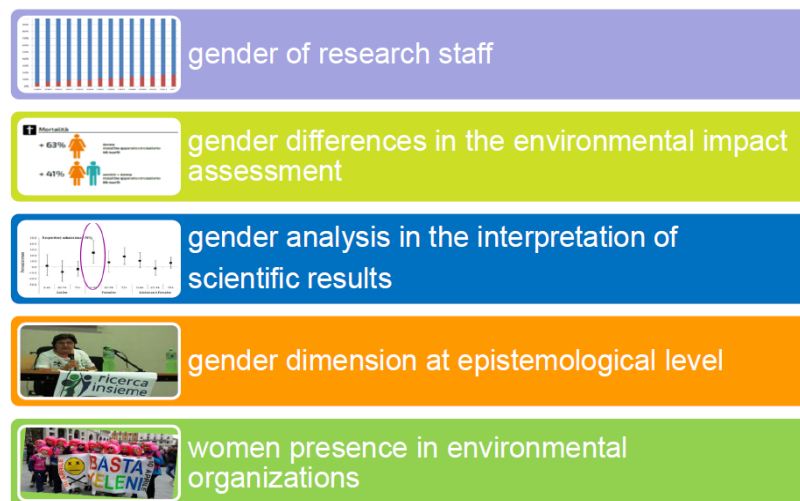 gender of research staff
Mortalità
+ 63%
+ 41%
gender differences in the environmental impact
assessment
gender analysis in the interpretation of
scientific results
ricerca
insieme
gender dimension at epistemological level
BASTA
VELENI
women presence in environmental
organizations